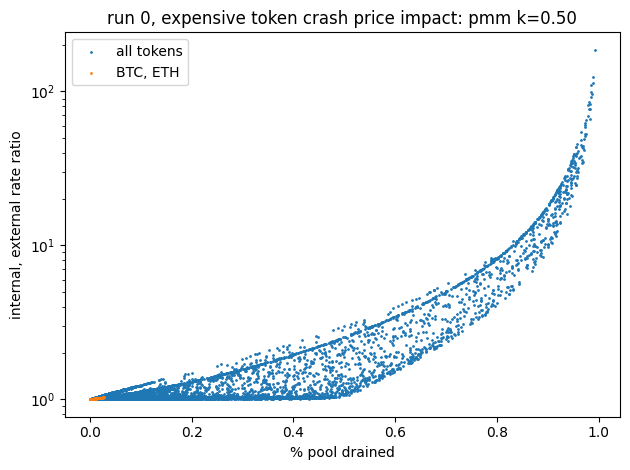 run 0, expensive token crash price impact: pmm k=0.50
all tokens
BTC, ETH
internal, external rate ratio
10²
10¹
10⁰
0.0 0.2 0.4 0.6 0.8 1.0
% pool drained